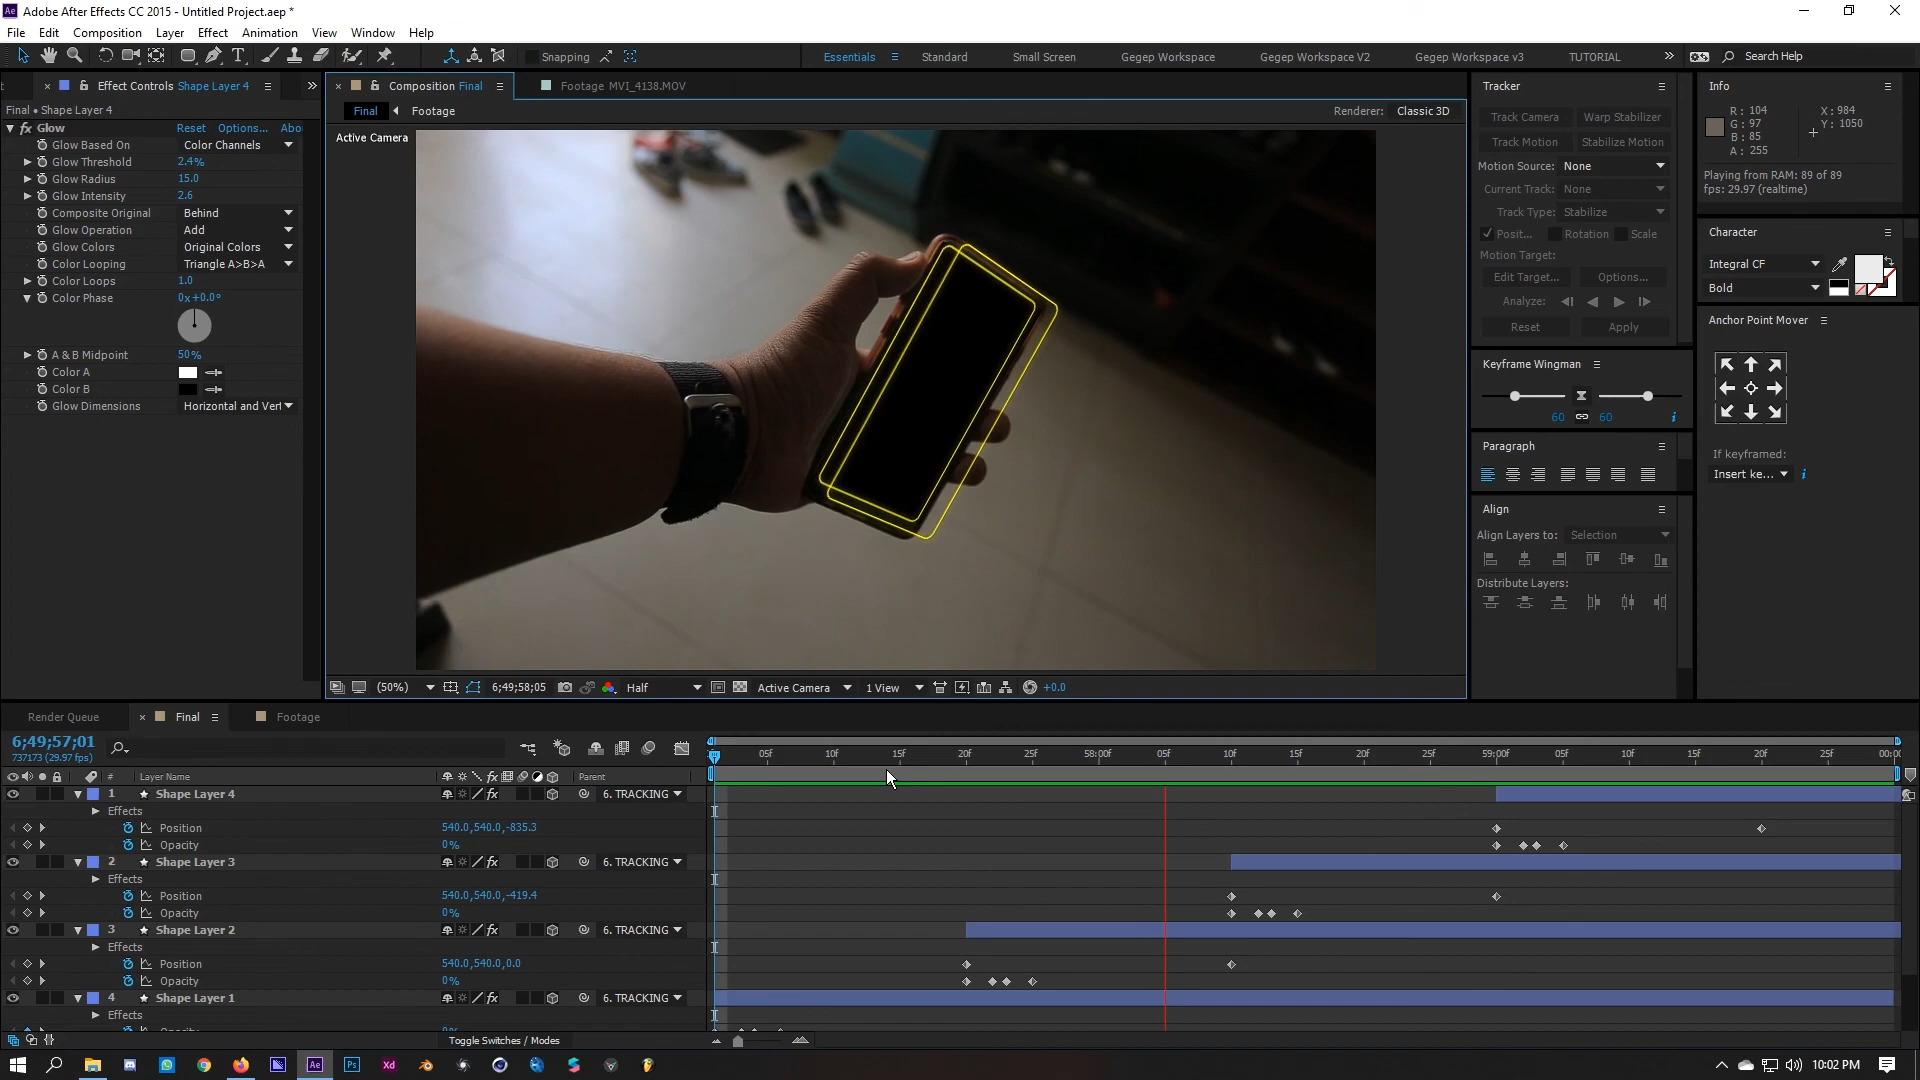 Adobe After Effects CC 2015 - Untitled Project.aep *
File Edit Composition Layer Effect Animation View Window Help
Snapping
Essentials Standard Small Screen Gegep Workspace Gegep Workspace V2 Gegep Workspace v3 TUTORIAL Search Help
Effect Controls Shape Layer 4
Final • Shape Layer 4
fx Glow Reset Options... Abo
Glow Based On Color Channels
Glow Threshold 2.4%
Glow Radius 15.0
Glow Intensity 2.6
Composite Original Behind
Glow Operation Add
Glow Colors Original Colors
Color Looping Triangle A>B>A
Color Loops 1.0
Color Phase 0x+0.0°
A & B Midpoint 50%
Color A
Color B
Glow Dimensions Horizontal and Vert
Composition Final
Footage MVI_4138.MOV
Final Footage
Renderer: Classic 3D
Active Camera
(50%) 6;49;58;05 Half Active Camera 1 View +0.0
Tracker
Track Camera Warp Stabilizer
Track Motion Stabilize Motion
Motion Source: None
Current Track: None
Track Type: Stabilize
Posit... Rotation Scale
Motion Target:
Edit Target... Options...
Analyze:
Reset Apply
Keyframe Wingman
60 60 i
Paragraph
Align
Align Layers to: Selection
Distribute Layers:
Info
R : 104
G : 97
B : 85
A : 255
X : 984
Y : 1050
Playing from RAM: 89 of 89
fps: 29.97 (realtime)
Character
Integral CF
Bold
Anchor Point Mover
If keyframed:
Insert ke... i
Render Queue Final Footage
6;49;57;01
737173 (29.97 fps)
05f 10f 15f 20f 25f 58:00f 05f 10f 15f 20f 25f 59:00f 05f 10f 15f 20f 25f 00:0
# Layer Name fx Parent
1 Shape Layer 4 fx 6. TRACKING
Effects
Position 540.0,540.0,-835.3
Opacity 0%
2 Shape Layer 3 fx 6. TRACKING
Effects
Position 540.0,540.0,-419.4
Opacity 0%
3 Shape Layer 2 fx 6. TRACKING
Effects
Position 540.0,540.0,0.0
Opacity 0%
4 Shape Layer 1 fx 6. TRACKING
Effects
Toggle Switches / Modes
Ae Ps Xd
10:02 PM